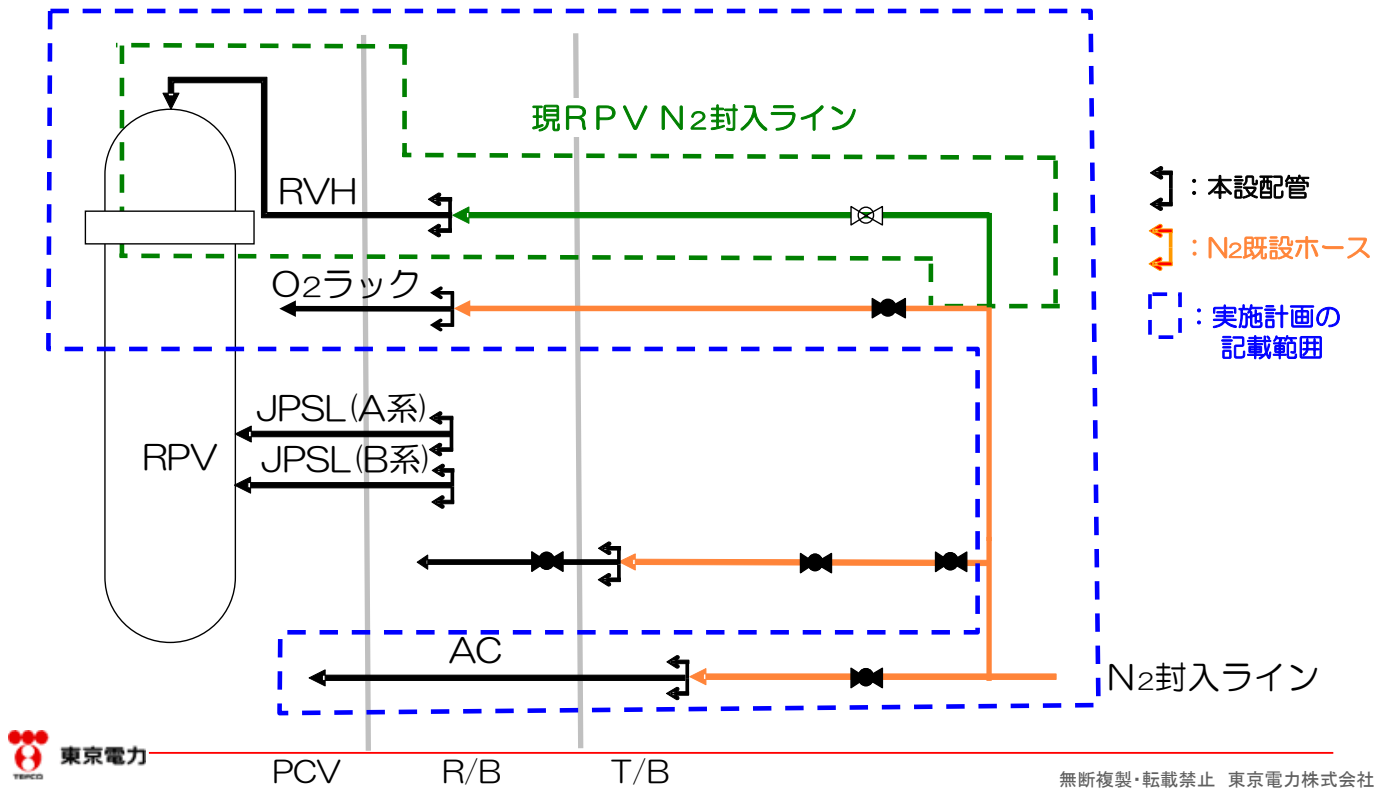 現RPV N2封入ライン
RVH
：本設配管
：N2既設ホース
O2ラック
：実施計画の
記載範囲
JPSL(A系)
RPV
JPSL(B系)
AC
N2封入ライン
TEPCO
東京電力
PCV
R/B
T/B
無断複製・転載禁止 東京電力株式会社